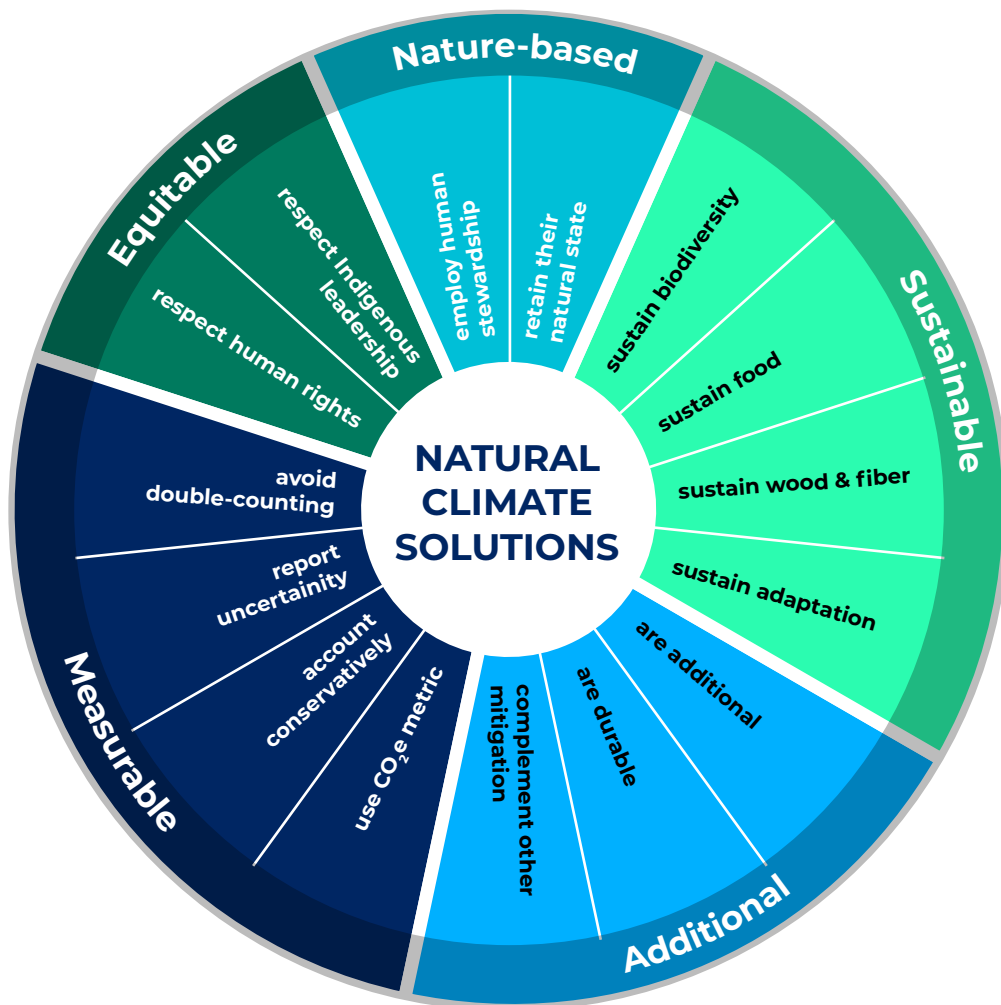 NATURAL
CLIMATE
SOLUTIONS
Nature-based
employ human
stewardship
retain their
natural state
Sustainable
sustain biodiversity
sustain food
sustain wood & fiber
sustain adaptation
Additional
are additional
are durable
complement other
mitigation
Measurable
use CO₂e metric
account
conservatively
report
uncertainity
avoid
double-counting
Equitable
respect human rights
respect Indigenous
leadership